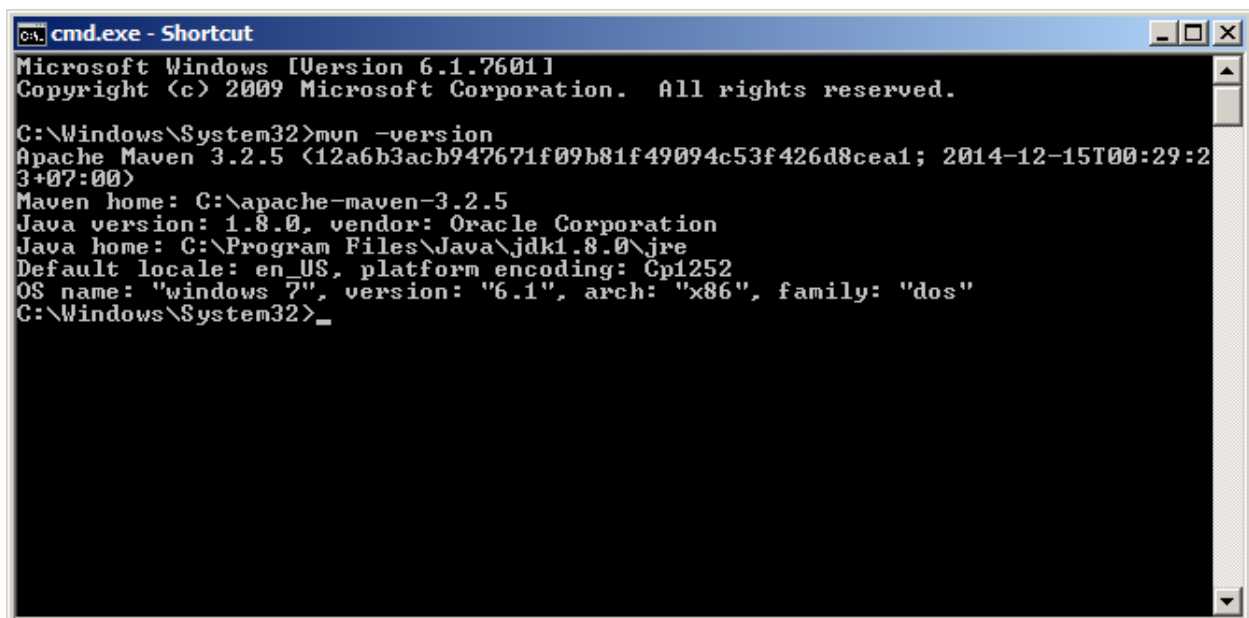 cmd.exe - Shortcut
Microsoft Windows [Version 6.1.7601]
Copyright (c) 2009 Microsoft Corporation.  All rights reserved.
C:\Windows\System32>mvn -version
Apache Maven 3.2.5 (12a6b3acb947671f09b81f49094c53f426d8cea1; 2014-12-15T00:29:2
3+07:00)
Maven home: C:\apache-maven-3.2.5
Java version: 1.8.0, vendor: Oracle Corporation
Java home: C:\Program Files\Java\jdk1.8.0\jre
Default locale: en_US, platform encoding: Cp1252
OS name: "windows 7", version: "6.1", arch: "x86", family: "dos"
C:\Windows\System32>_